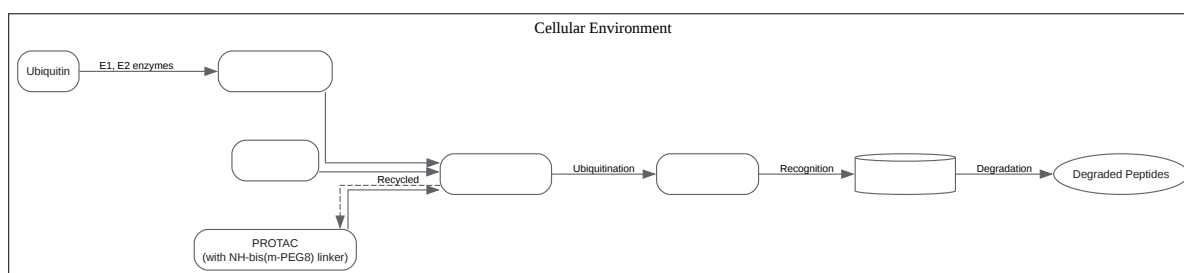 Cellular Environment
Ubiquitin
E1, E2 enzymes
Recycled
Ubiquitination
Recognition
Degradation
Degraded Peptides
PROTAC
(with NH-bis(m-PEG8) linker)